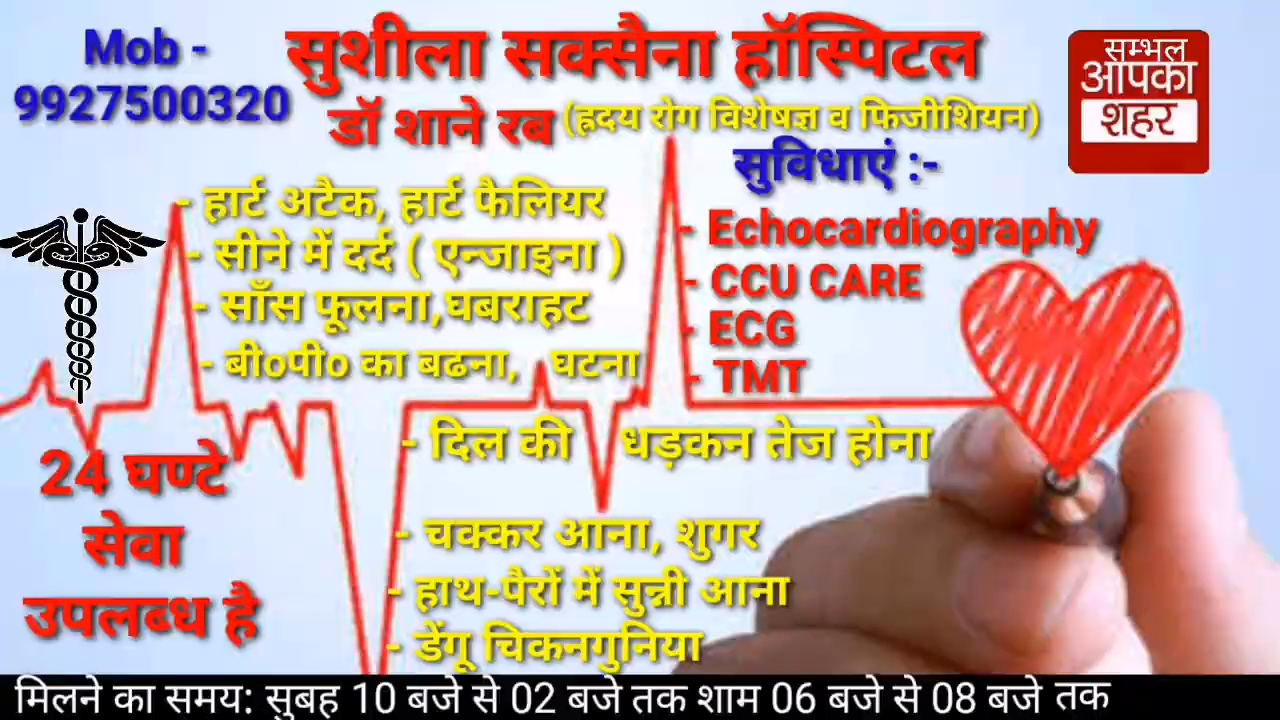 Mob -
9927500320
सुशीला सक्सैना हॉस्पिटल
डॉ शाने रब (ह्रदय रोग विशेषज्ञ व फिजीशियन)
सम्भल
आपका
शहर
सुविधाएं :-
- Echocardiography
- CCU CARE
- ECG
- TMT
- हार्ट अटैक, हार्ट फैलियर
- सीने में दर्द ( एन्जाइना )
- साँस फूलना,घबराहट
- बी०पी० का बढना, घटना
- दिल की धड़कन तेज होना
- चक्कर आना, शुगर
- हाथ-पैरों में सुन्नी आना
- डेंगू चिकनगुनिया
24 घण्टे
सेवा
उपलब्ध है
मिलने का समय: सुबह 10 बजे से 02 बजे तक शाम 06 बजे से 08 बजे तक